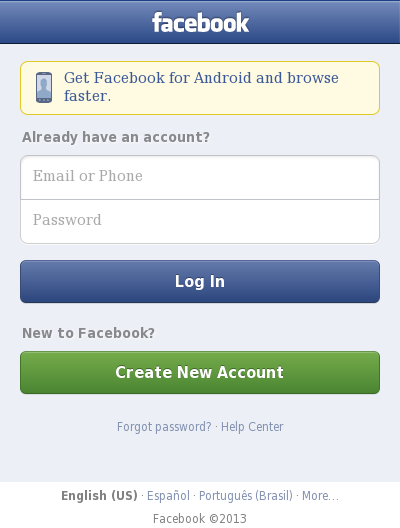 facebook
Get Facebook for Android and browse
faster.
Already have an account?
Email or Phone
Password
Log In
New to Facebook?
Create New Account
Forgot password? · Help Center
English (US) · Español · Português (Brasil) · More…
Facebook ©2013